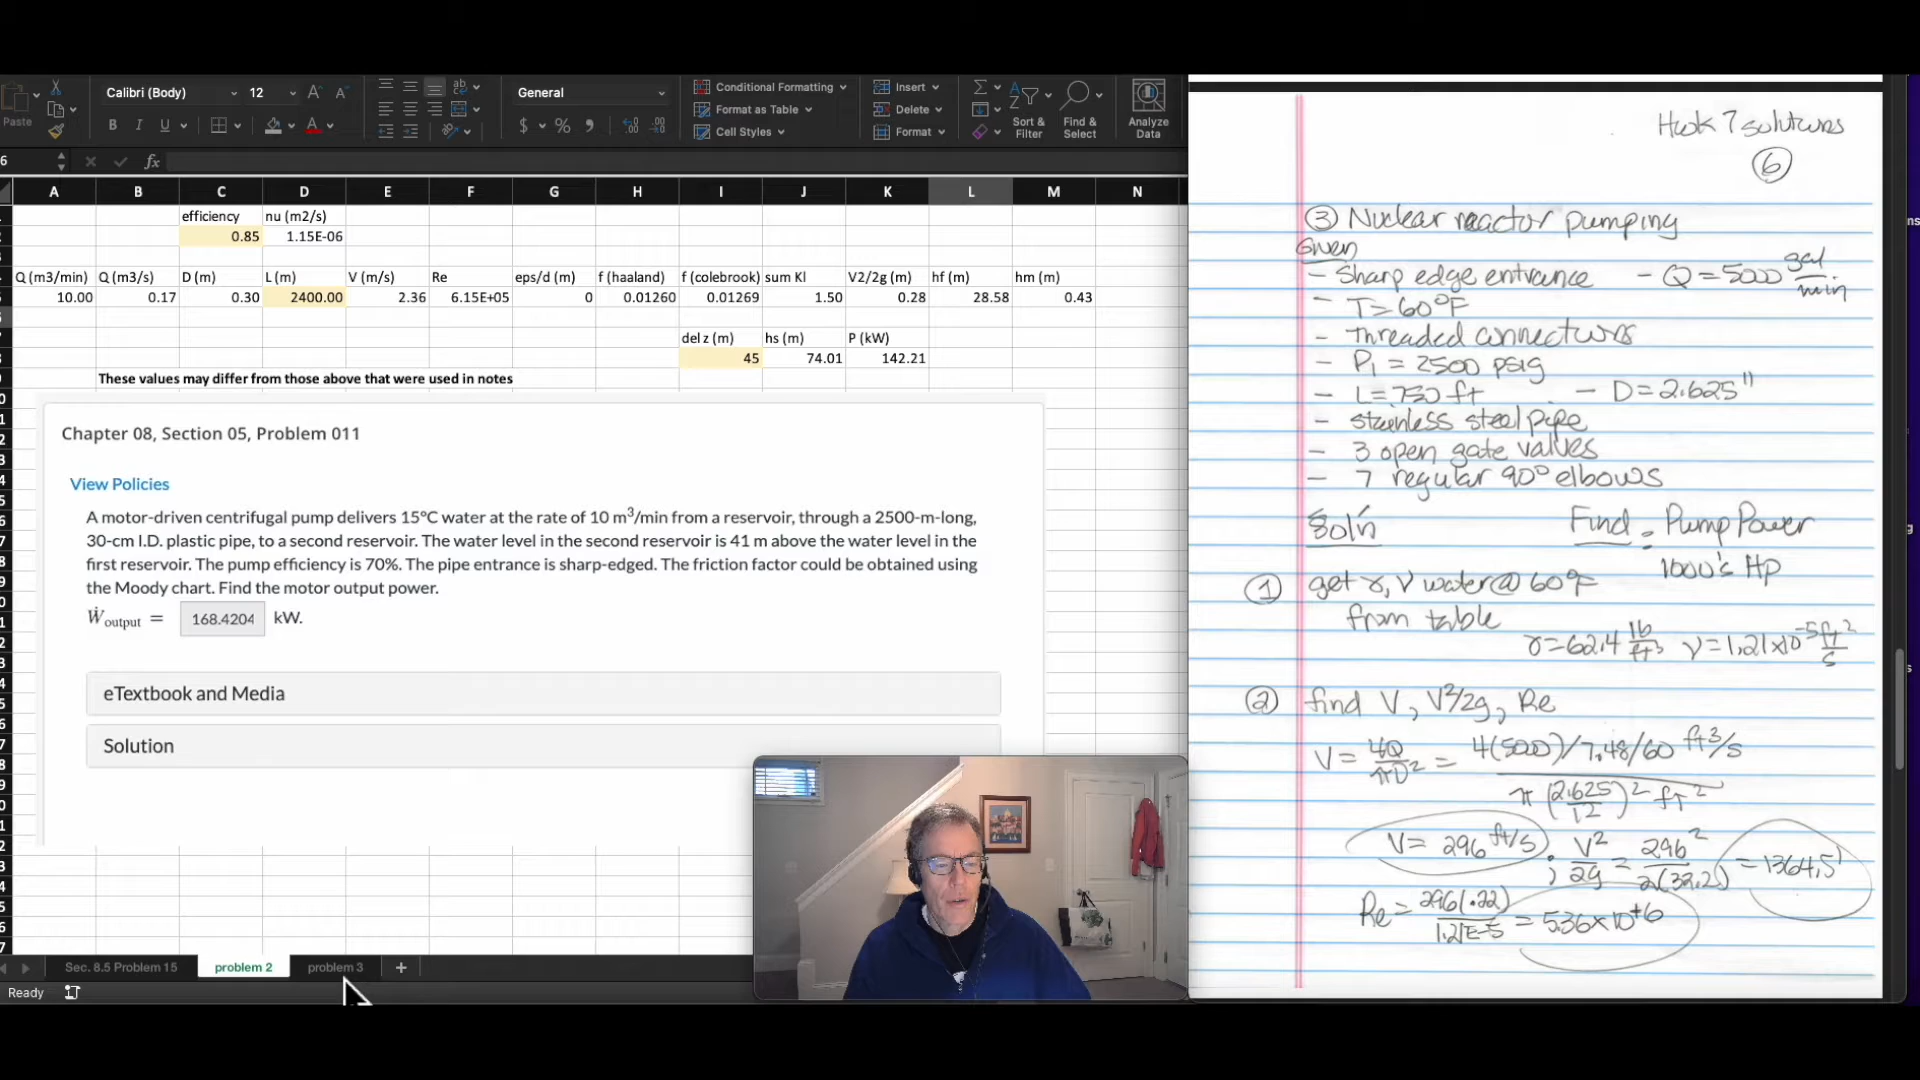 Calibri (Body) 12 General Conditional Formatting Insert
Paste Format as Table Delete
B I U A $ % Cell Styles Format Sort & Filter Find & Select Analyze Data
6 fx
A B C D E F G H I J K L M N
efficiency nu (m2/s)
0.85 1.15E-06
Q (m3/min) Q (m3/s) D (m) L (m) V (m/s) Re eps/d (m) f (haaland) f (colebrook) sum Kl V2/2g (m) hf (m) hm (m)
10.00 0.17 0.30 2400.00 2.36 6.15E+05 0 0.01260 0.01269 1.50 0.28 28.58 0.43
del z (m) hs (m) P (kW)
45 74.01 142.21
These values may differ from those above that were used in notes
Chapter 08, Section 05, Problem 011
View Policies
A motor-driven centrifugal pump delivers 15°C water at the rate of 10 m³/min from a reservoir, through a 2500-m-long,
30-cm I.D. plastic pipe, to a second reservoir. The water level in the second reservoir is 41 m above the water level in the
first reservoir. The pump efficiency is 70%. The pipe entrance is sharp-edged. The friction factor could be obtained using
the Moody chart. Find the motor output power.
Ẇoutput = 168.4204 kW.
eTextbook and Media
Solution
Sec. 8.5 Problem 15 problem 2 problem 3 +
Ready
Hwk 7 solutions
⑥
③ Nuclear reactor pumping
Given
- Sharp edge entrance - Q = 5000 gal/min
- T = 60°F
- threaded connections
- P₁ = 2500 psig
- L = 750 ft - D = 2.625"
- stainless steel pipe
- 3 open gate valves
- 7 regular 90° elbows
Soln Find = Pump Power
1000's Hp
① get γ, ν water @ 60°F
from table
γ = 62.4 lb/ft³ ν = 1.21x10⁻⁵ ft²/s
② find V, V²/2g, Re
V = 4Q/πD² = 4(5000)/7.48/60 ft³/s
π (2.625/12)² ft²
V = 296 ft/s ; V²/2g = 296²/2(32.2) = 1364.5'
Re = 296(.22)/1.21E-5 = 5.36x10⁺⁶